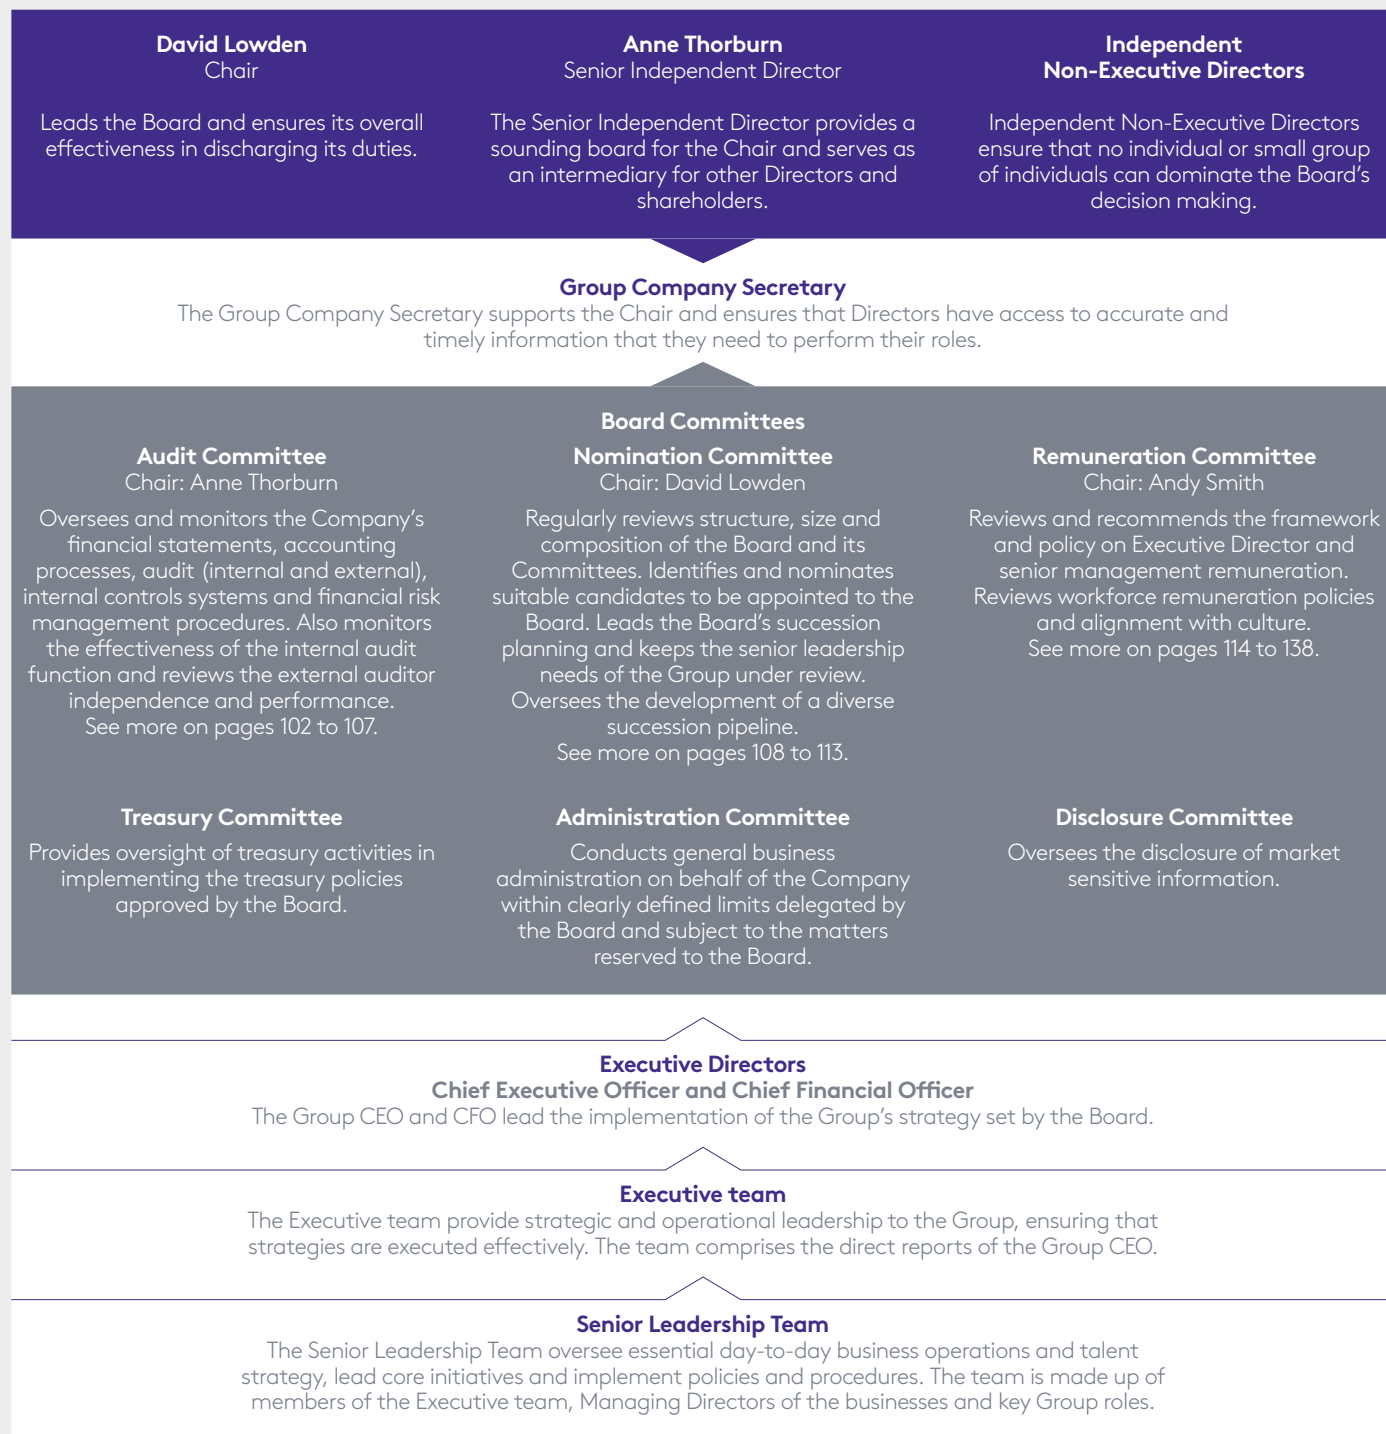 David Lowden
Chair
Leads the Board and ensures its overall
effectiveness in discharging its duties.
Anne Thorburn
Senior Independent Director
The Senior Independent Director provides a
sounding board for the Chair and serves as
an intermediary for other Directors and
shareholders.
Independent
Non-Executive Directors
Independent Non-Executive Directors
ensure that no individual or small group
of individuals can dominate the Board’s
decision making.
Group Company Secretary
The Group Company Secretary supports the Chair and ensures that Directors have access to accurate and
timely information that they need to perform their roles.
Board Committees
Audit Committee
Chair: Anne Thorburn
Oversees and monitors the Company’s
financial statements, accounting
processes, audit (internal and external),
internal controls systems and financial risk
management procedures. Also monitors
the effectiveness of the internal audit
function and reviews the external auditor
independence and performance.
See more on pages 102 to 107.
Nomination Committee
Chair: David Lowden
Regularly reviews structure, size and
composition of the Board and its
Committees. Identifies and nominates
suitable candidates to be appointed to the
Board. Leads the Board’s succession
planning and keeps the senior leadership
needs of the Group under review.
Oversees the development of a diverse
succession pipeline.
See more on pages 108 to 113.
Remuneration Committee
Chair: Andy Smith
Reviews and recommends the framework
and policy on Executive Director and
senior management remuneration.
Reviews workforce remuneration policies
and alignment with culture.
See more on pages 114 to 138.
Treasury Committee
Provides oversight of treasury activities in
implementing the treasury policies
approved by the Board.
Administration Committee
Conducts general business
administration on behalf of the Company
within clearly defined limits delegated by
the Board and subject to the matters
reserved to the Board.
Disclosure Committee
Oversees the disclosure of market
sensitive information.
Executive Directors
Chief Executive Officer and Chief Financial Officer
The Group CEO and CFO lead the implementation of the Group’s strategy set by the Board.
Executive team
The Executive team provide strategic and operational leadership to the Group, ensuring that
strategies are executed effectively. The team comprises the direct reports of the Group CEO.
Senior Leadership Team
The Senior Leadership Team oversee essential day-to-day business operations and talent
strategy, lead core initiatives and implement policies and procedures. The team is made up of
members of the Executive team, Managing Directors of the businesses and key Group roles.